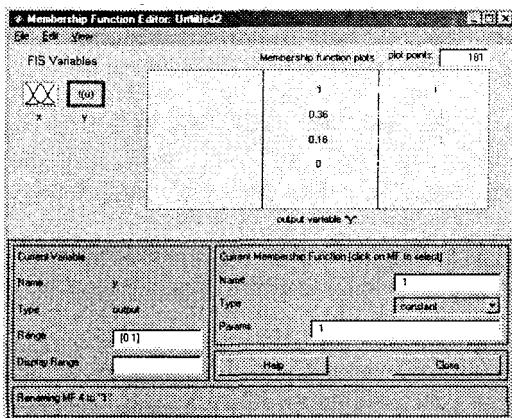 Membership Function Editor: Untitled2
File Edit View
FIS Variables
Membership function plots
plot points:
181
f(u)
x
y
1
0.36
0.16
0
output variable "y"
Current Variable
Name
y
Type
output
Range
[0 1]
Display Range
Current Membership Function (click on MF to select)
Name
1
Type
constant
Params
1
Help
Close
Renaming MF 4 to "1"